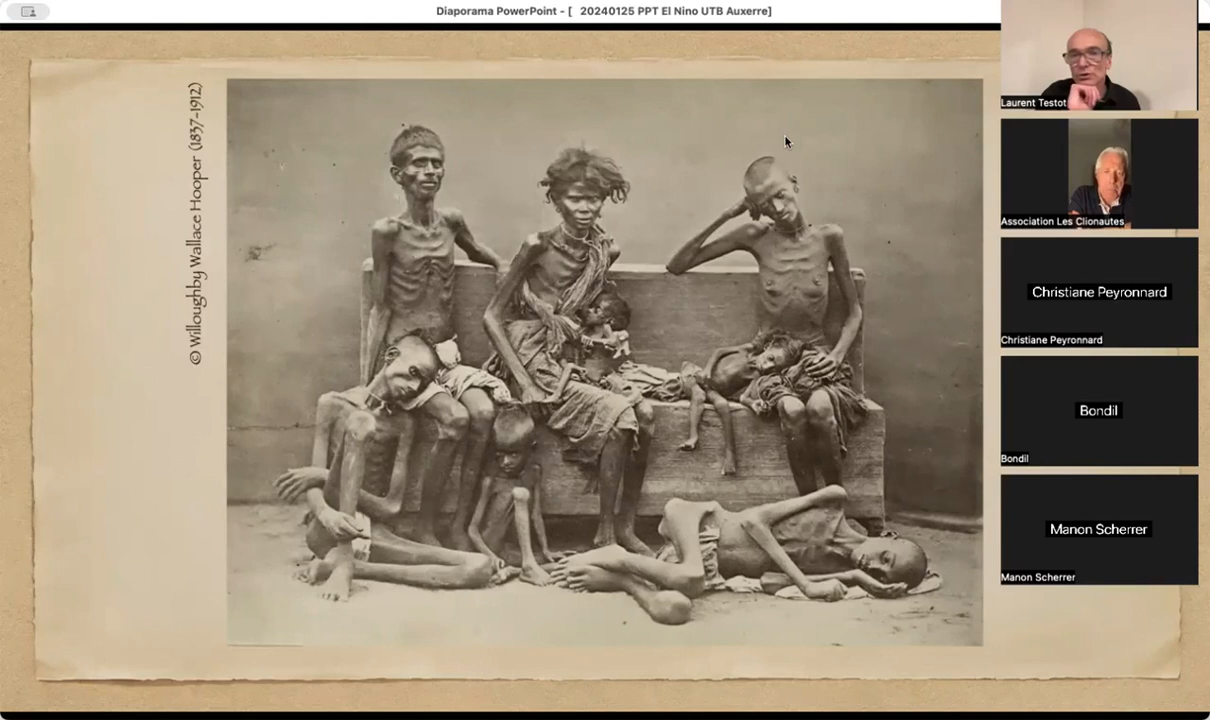 Diaporama PowerPoint - [ 20240125 PPT El Nino UTB Auxerre]
© Willoughby Wallace Hooper (1837-1912)
Laurent Testot
Association Les Clionautes
Christiane Peyronnard
Christiane Peyronnard
Bondil
Bondil
Manon Scherrer
Manon Scherrer